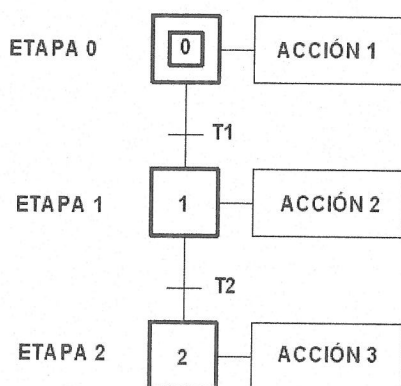 ETAPA 0 0 ACCIÓN 1
T1
ETAPA 1 1 ACCIÓN 2
T2
ETAPA 2 2 ACCIÓN 3